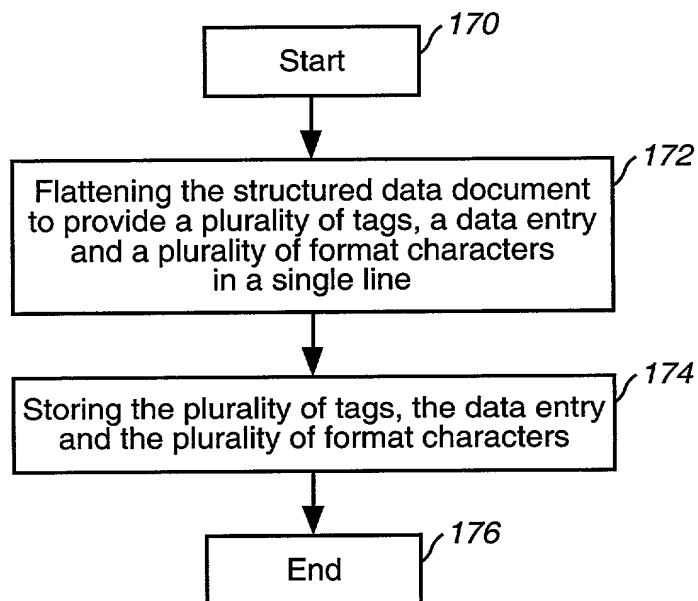 170
Start
172
Flattening the structured data document
to provide a plurality of tags, a data entry
and a plurality of format characters
in a single line
174
Storing the plurality of tags, the data entry
and the plurality of format characters
176
End